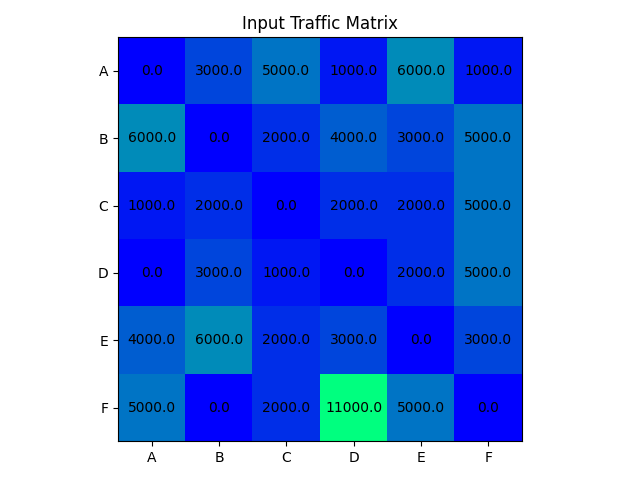 Input Traffic Matrix
A 0.0 3000.0 5000.0 1000.0 6000.0 1000.0
B 6000.0 0.0 2000.0 4000.0 3000.0 5000.0
C 1000.0 2000.0 0.0 2000.0 2000.0 5000.0
D 0.0 3000.0 1000.0 0.0 2000.0 5000.0
E 4000.0 6000.0 2000.0 3000.0 0.0 3000.0
F 5000.0 0.0 2000.0 11000.0 5000.0 0.0
A B C D E F